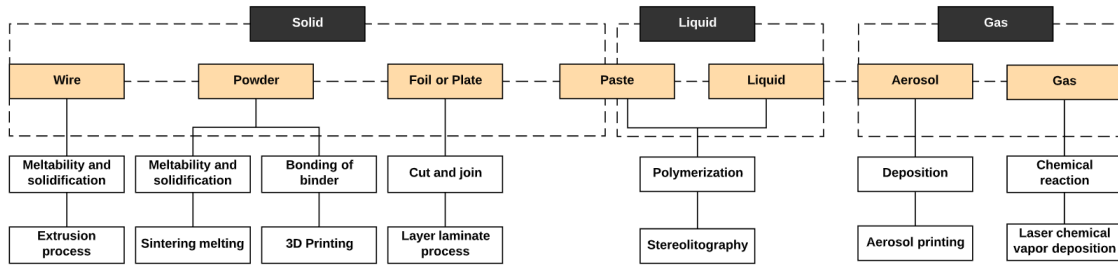 Solid
Liquid
Gas
Wire
Powder
Foil or Plate
Paste
Liquid
Aerosol
Gas
Meltability and
solidification
Meltability and
solidification
Bonding of
binder
Cut and join
Polymerization
Deposition
Chemical
reaction
Extrusion
process
Sintering melting
3D Printing
Layer laminate
process
Stereolitography
Aerosol printing
Laser chemical
vapor deposition